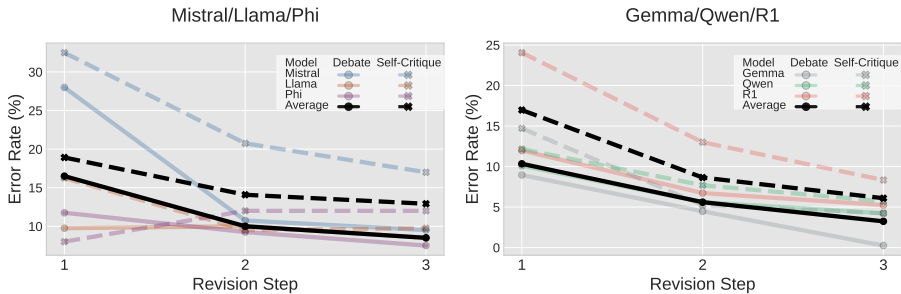 Mistral/Llama/Phi
Error Rate (%)
30
25
20
15
10
Model Debate Self-Critique
Mistral
Llama
Phi
Average
1 2 3
Revision Step
Gemma/Qwen/R1
Error Rate (%)
25
20
15
10
5
0
Model Debate Self-Critique
Gemma
Qwen
R1
Average
1 2 3
Revision Step